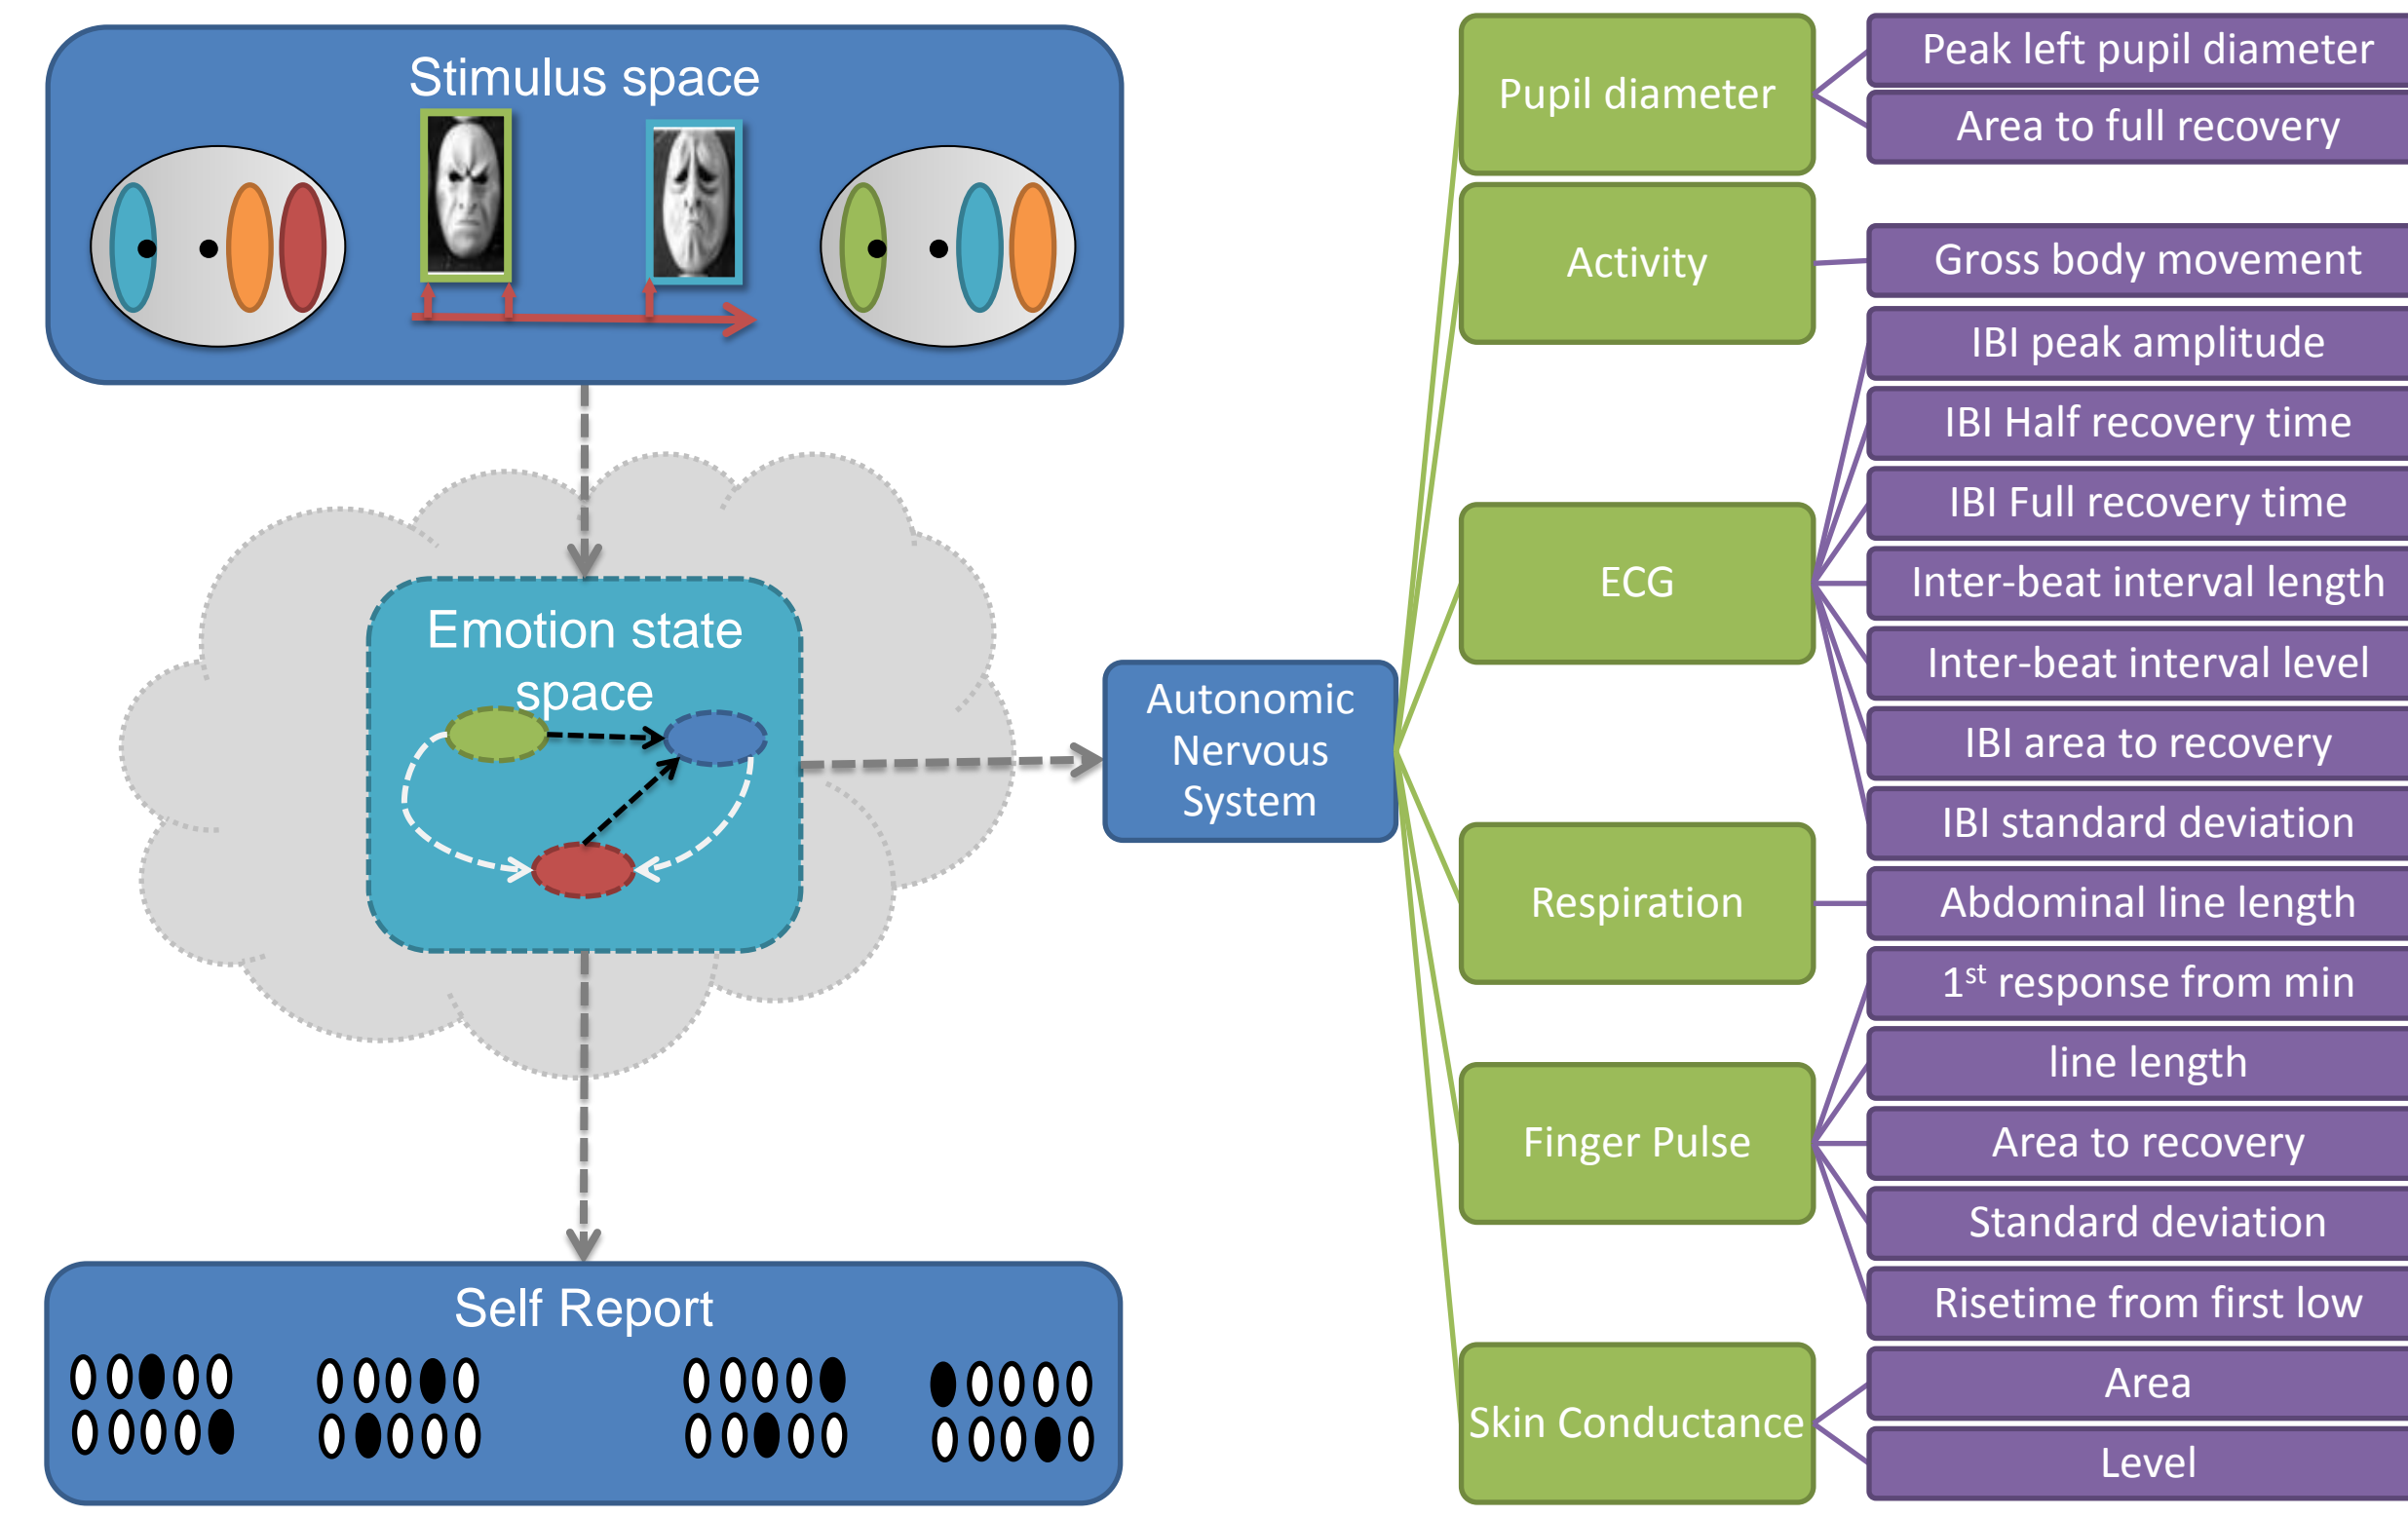 Stimulus space
Emotion state
space
Self Report
Autonomic
Nervous
System
Pupil diameter
Peak left pupil diameter
Area to full recovery
Activity
Gross body movement
ECG
IBI peak amplitude
IBI Half recovery time
IBI Full recovery time
Inter-beat interval length
Inter-beat interval level
IBI area to recovery
IBI standard deviation
Respiration
Abdominal line length
Finger Pulse
1st response from min
line length
Area to recovery
Standard deviation
Risetime from first low
Skin Conductance
Area
Level